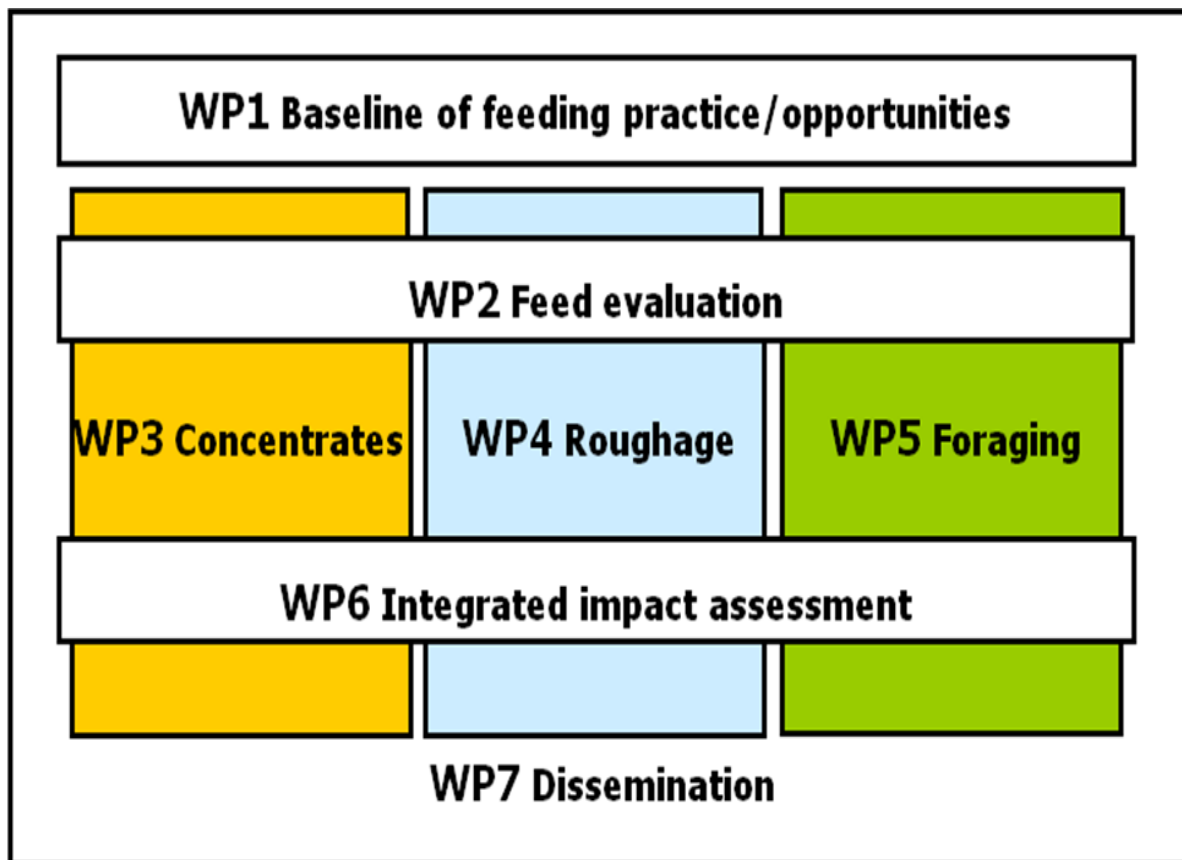 WP1 Baseline of feeding practice/opportunities
WP2 Feed evaluation
WP3 Concentrates
WP4 Roughage
WP5 Foraging
WP6 Integrated impact assessment
WP7 Dissemination